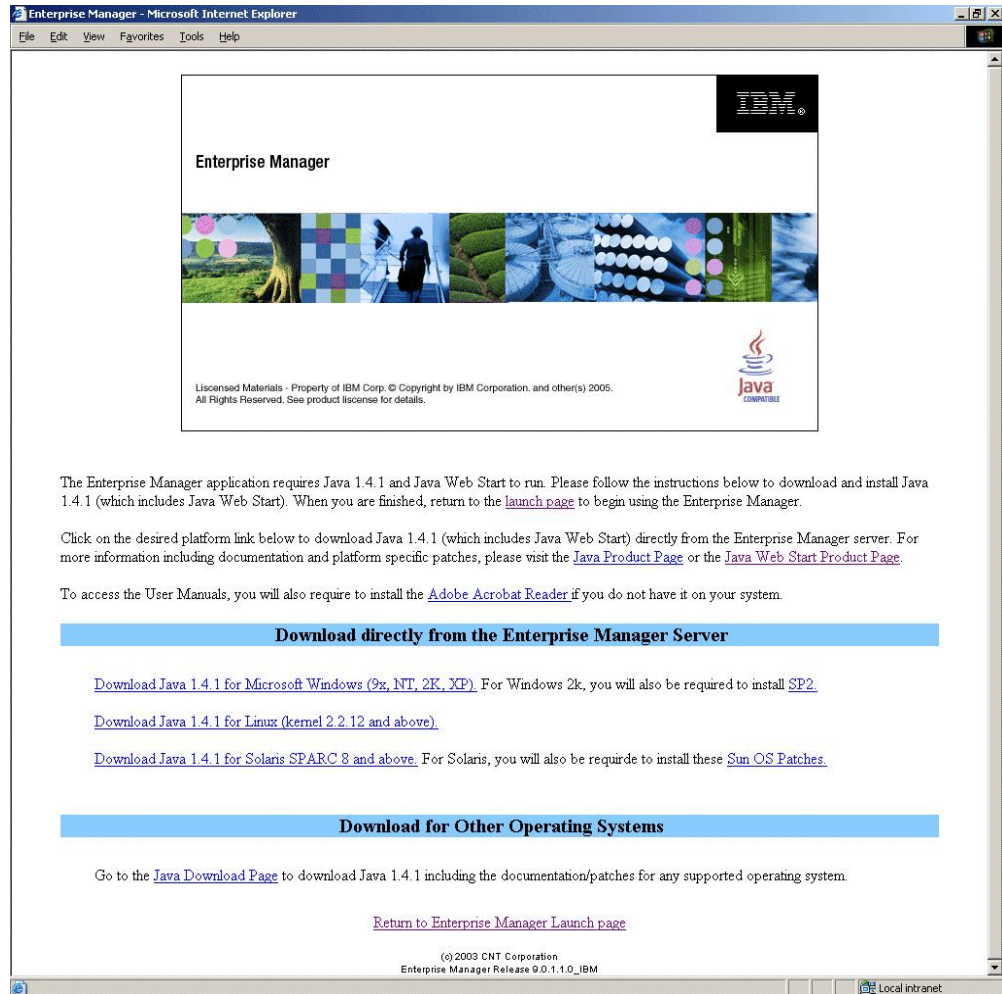 Enterprise Manager - Microsoft Internet Explorer
File Edit View Favorites Tools Help
IBM®
Enterprise Manager
Liscensed Materials - Property of IBM Corp. © Copyright by IBM Corporation. and other(s) 2005.
All Rights Reserved. See product liscense for details.
Java
COMPATIBLE
The Enterprise Manager application requires Java 1.4.1 and Java Web Start to run. Please follow the instructions below to download and install Java
1.4.1 (which includes Java Web Start). When you are finished, return to the launch page to begin using the Enterprise Manager.
Click on the desired platform link below to download Java 1.4.1 (which includes Java Web Start) directly from the Enterprise Manager server. For
more information including documentation and platform specific patches, please visit the Java Product Page or the Java Web Start Product Page.
To access the User Manuals, you will also require to install the Adobe Acrobat Reader if you do not have it on your system.
Download directly from the Enterprise Manager Server
Download Java 1.4.1 for Microsoft Windows (9x, NT, 2K, XP). For Windows 2k, you will also be required to install SP2.
Download Java 1.4.1 for Linux (kernel 2.2.12 and above).
Download Java 1.4.1 for Solaris SPARC 8 and above. For Solaris, you will also be requirde to install these Sun OS Patches.
Download for Other Operating Systems
Go to the Java Download Page to download Java 1.4.1 including the documentation/patches for any supported operating system.
Return to Enterprise Manager Launch page
(c) 2003 CNT Corporation
Enterprise Manager Release 9.0.1.1.0_IBM
Local intranet